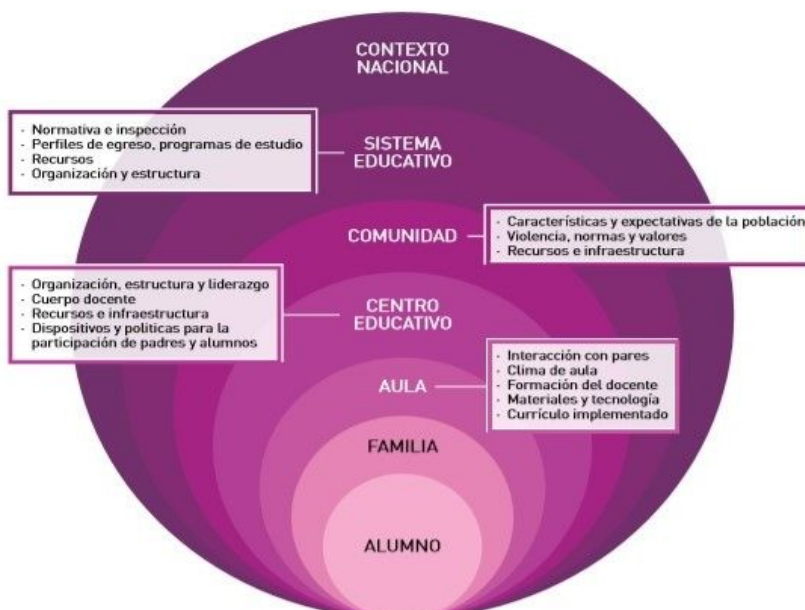 CONTEXTO
NACIONAL
· Normativa e inspección
· Perfiles de egreso, programas de estudio
· Recursos
· Organización y estructura
SISTEMA
EDUCATIVO
COMUNIDAD
· Características y expectativas de la población
· Violencia, normas y valores
· Recursos e infraestructura
· Organización, estructura y liderazgo
· Cuerpo docente
· Recursos e infraestructura
· Dispositivos y politicas para la
participación de padres y alumnos
CENTRO
EDUCATIVO
AULA
· Interacción con pares
· Clima de aula
· Formación del docente
· Materiales y tecnología
· Currículo implementado
FAMILIA
ALUMNO